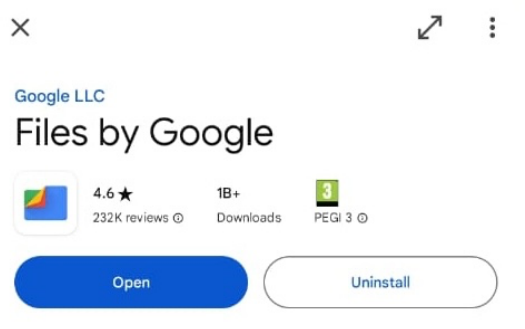 Google LLC
Files by Google
4.6★ 1B+ 3
232K reviews Downloads PEGI 3
Open Uninstall